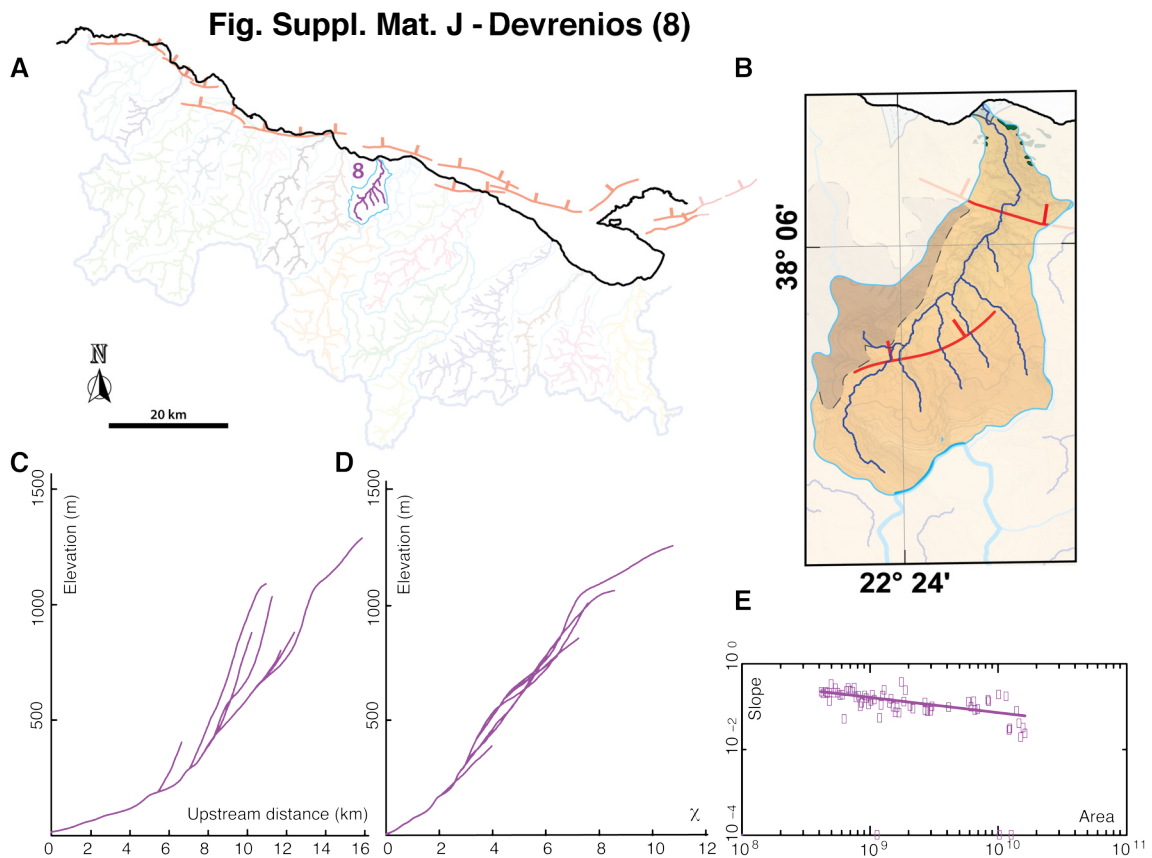 Fig. Suppl. Mat. J - Devrenios (8)
A
B
8
N
20 km
38° 06'
22° 24'
C
D
E
1500
1000
500
Elevation (m)
Upstream distance (km)
0 2 4 6 8 10 12 14 16
1500
1000
500
Elevation (m)
χ
0 2 4 6 8 10 12
10 0
10 -2
10 -4
Slope
Area
10 8 10 9 10 10 10 11